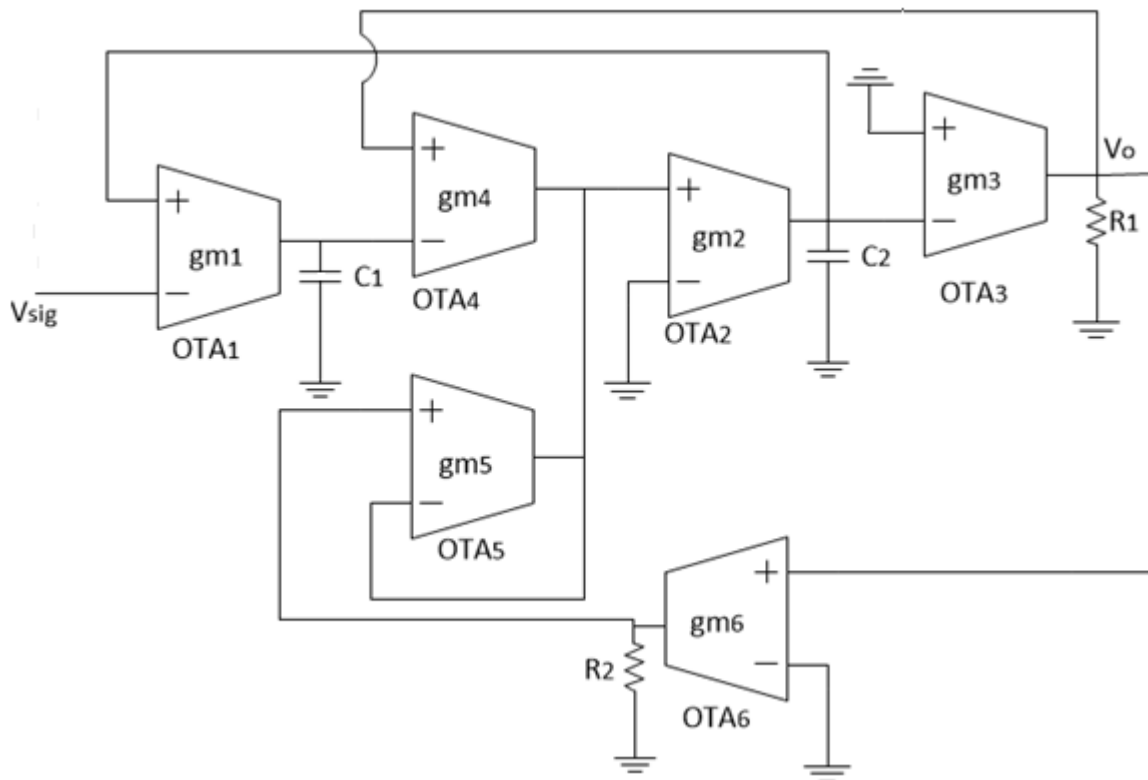 +
gm1
−
Vsig
OTA1
C1
+
gm4
−
OTA4
+
gm2
−
OTA2
C2
+
gm3
−
OTA3
Vo
R1
+
gm5
−
OTA5
R2
+
gm6
−
OTA6